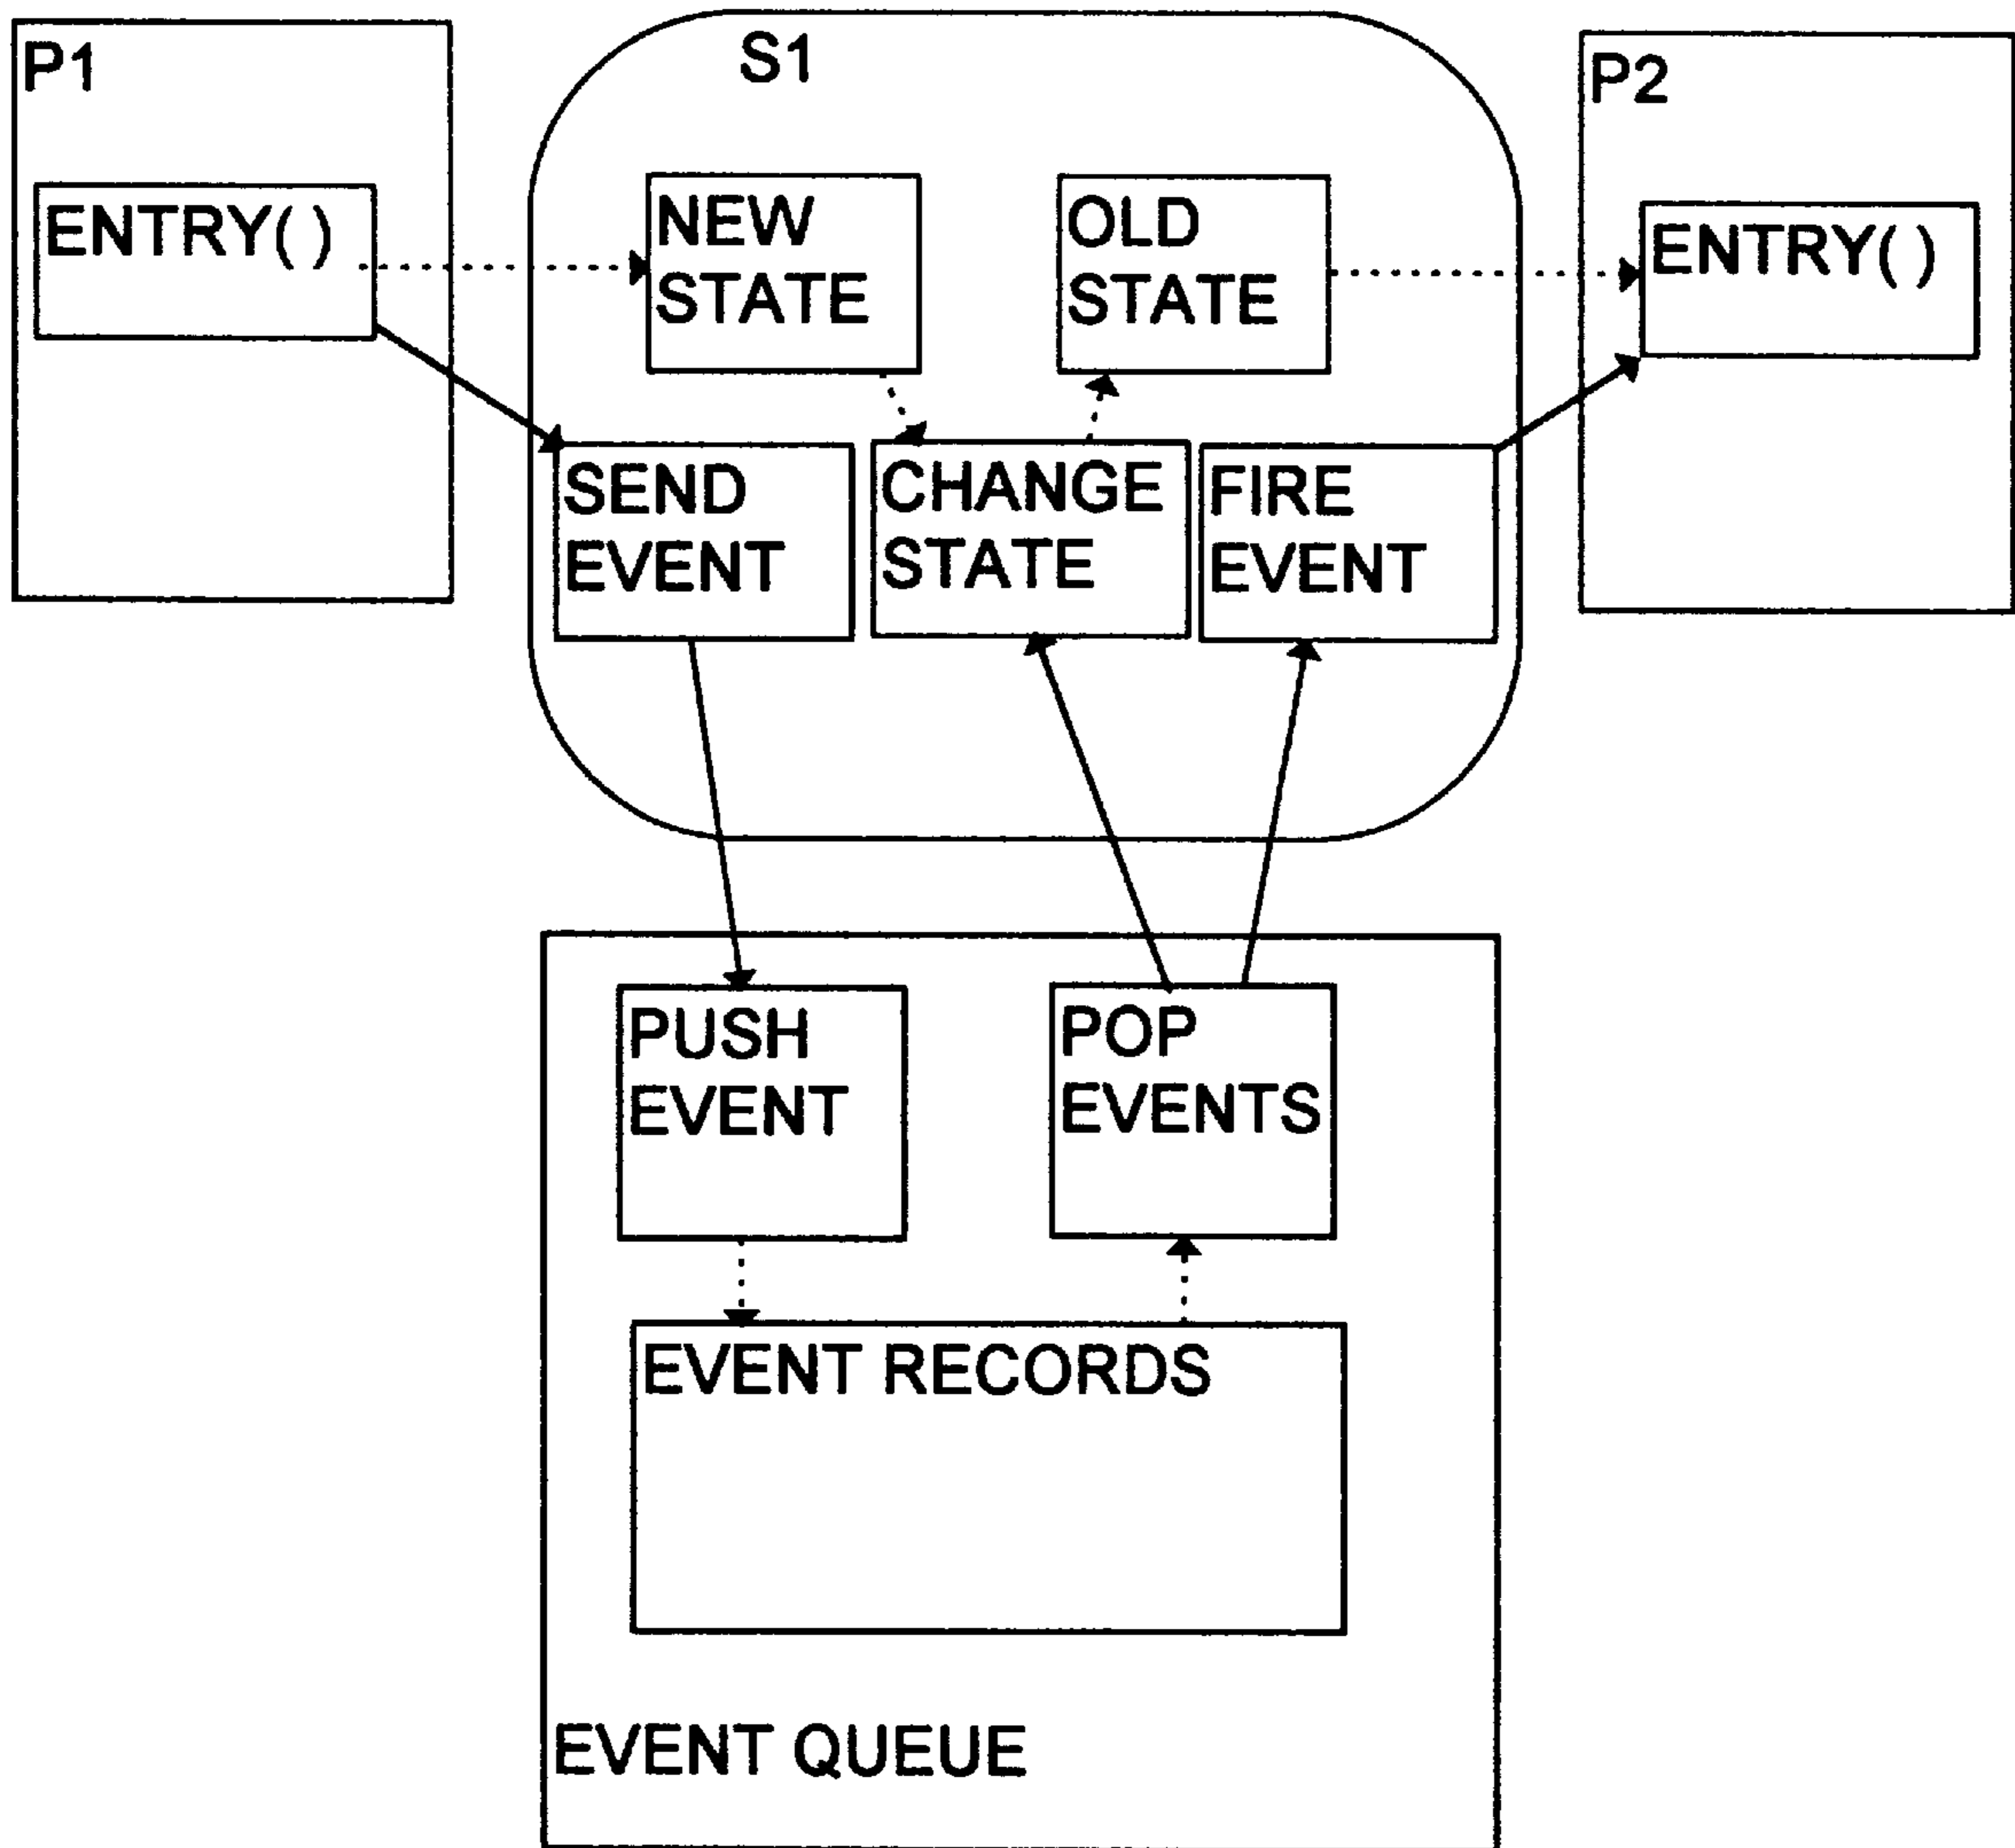 P1
S1
P2
ENTRY( )
NEW
STATE
OLD
STATE
ENTRY( )
SEND
EVENT
CHANGE
STATE
FIRE
EVENT
PUSH
EVENT
POP
EVENTS
EVENT RECORDS
EVENT QUEUE